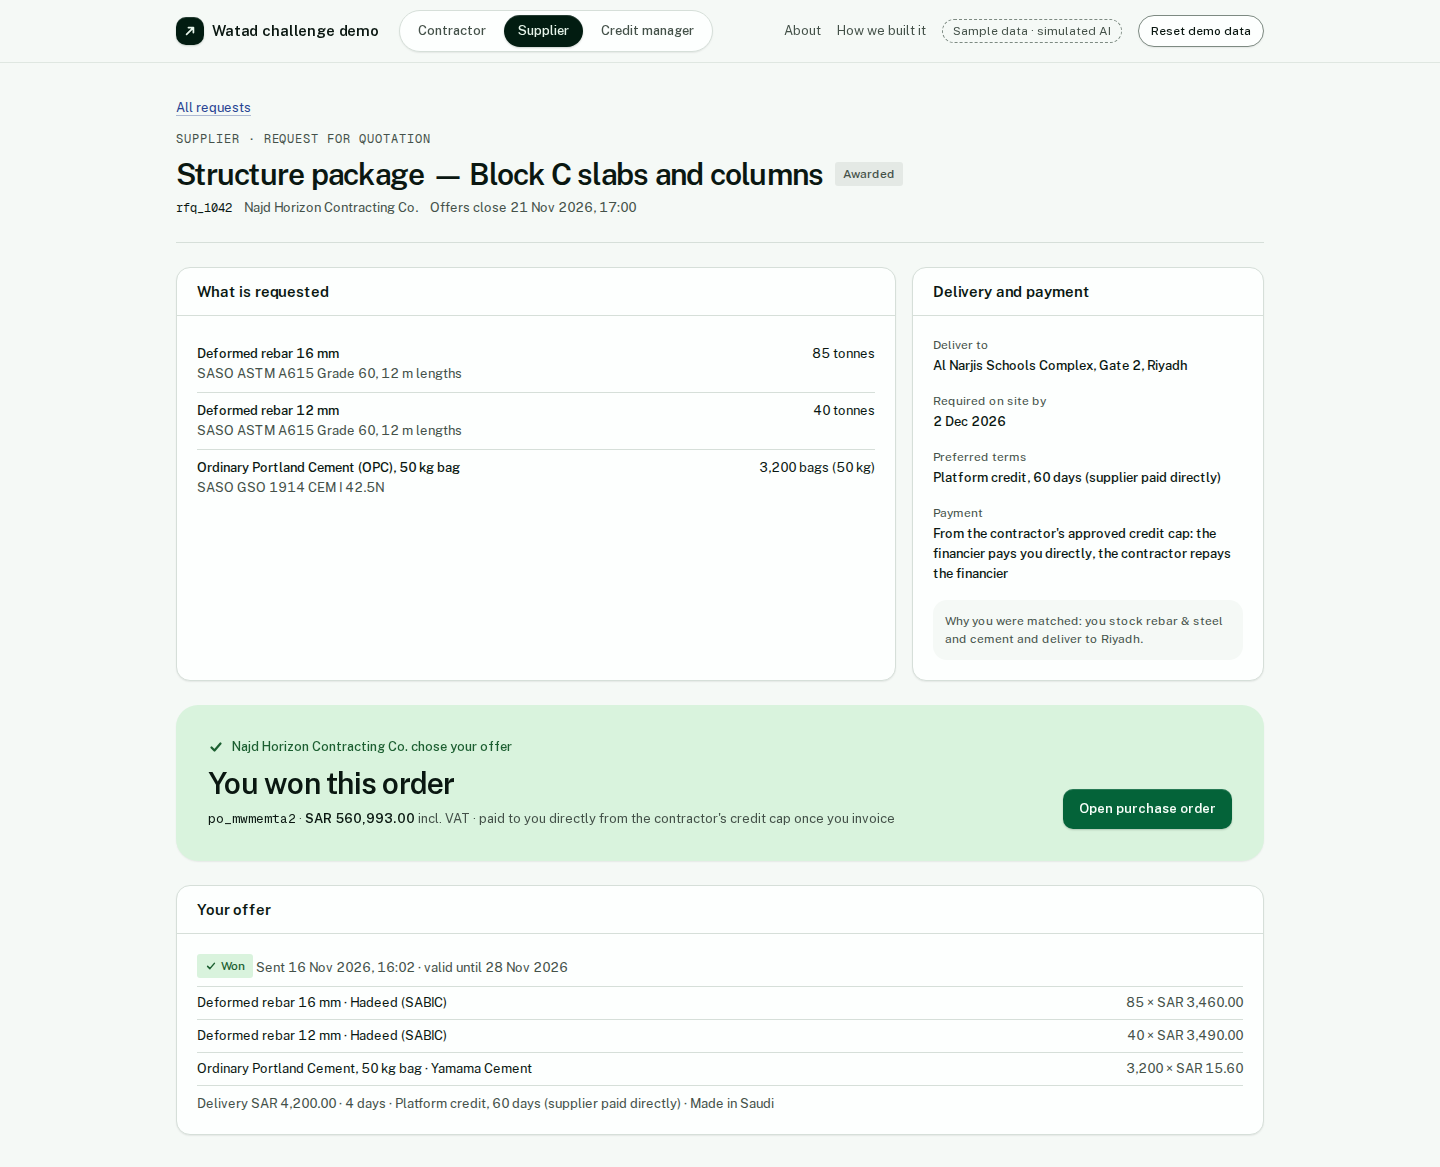 Watad challenge demo
Contractor
Supplier
Credit manager
About
How we built it
Sample data · simulated AI
Reset demo data
All requests
SUPPLIER · REQUEST FOR QUOTATION
Structure package — Block C slabs and columns
Awarded
rfq_1042 Najd Horizon Contracting Co. Offers close 21 Nov 2026, 17:00
What is requested
Deformed rebar 16 mm 85 tonnes
SASO ASTM A615 Grade 60, 12 m lengths
Deformed rebar 12 mm 40 tonnes
SASO ASTM A615 Grade 60, 12 m lengths
Ordinary Portland Cement (OPC), 50 kg bag 3,200 bags (50 kg)
SASO GSO 1914 CEM I 42.5N
Delivery and payment
Deliver to
Al Narjis Schools Complex, Gate 2, Riyadh
Required on site by
2 Dec 2026
Preferred terms
Platform credit, 60 days (supplier paid directly)
Payment
From the contractor's approved credit cap: the
financier pays you directly, the contractor repays
the financier
Why you were matched: you stock rebar & steel
and cement and deliver to Riyadh.
Najd Horizon Contracting Co. chose your offer
You won this order
po_mwmemta2 · SAR 560,993.00 incl. VAT · paid to you directly from the contractor's credit cap once you invoice
Open purchase order
Your offer
Won Sent 16 Nov 2026, 16:02 · valid until 28 Nov 2026
Deformed rebar 16 mm · Hadeed (SABIC) 85 × SAR 3,460.00
Deformed rebar 12 mm · Hadeed (SABIC) 40 × SAR 3,490.00
Ordinary Portland Cement, 50 kg bag · Yamama Cement 3,200 × SAR 15.60
Delivery SAR 4,200.00 · 4 days · Platform credit, 60 days (supplier paid directly) · Made in Saudi